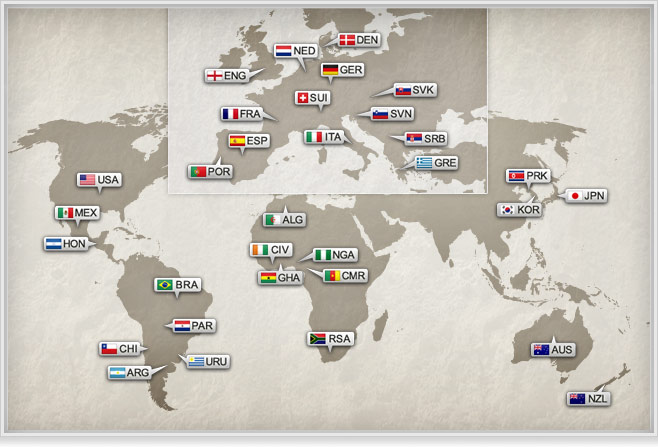 DEN
NED
GER
ENG
SVK
SUI
FRA
SVN
ITA
SRB
ESP
GRE
POR
USA
PRK
JPN
MEX
KOR
ALG
HON
CIV
NGA
GHA
CMR
BRA
PAR
RSA
CHI
AUS
URU
ARG
NZL